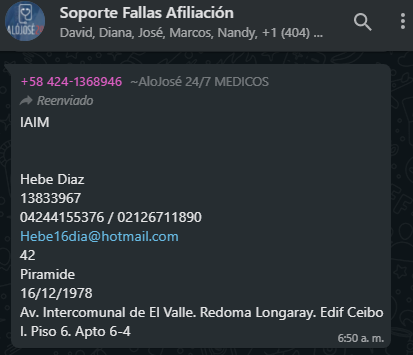 Soporte Fallas Afiliación
David, Diana, José, Marcos, Nandy, +1 (404) ...
ALOJOSÉ
+58 424-1368946 ~AloJosé 24/7 MEDICOS
Reenviado
IAIM
Hebe Diaz
13833967
04244155376 / 02126711890
Hebe16dia@hotmail.com
42
Piramide
16/12/1978
Av. Intercomunal de El Valle. Redoma Longaray. Edif Ceibo
I. Piso 6. Apto 6-4
6:50 a. m.